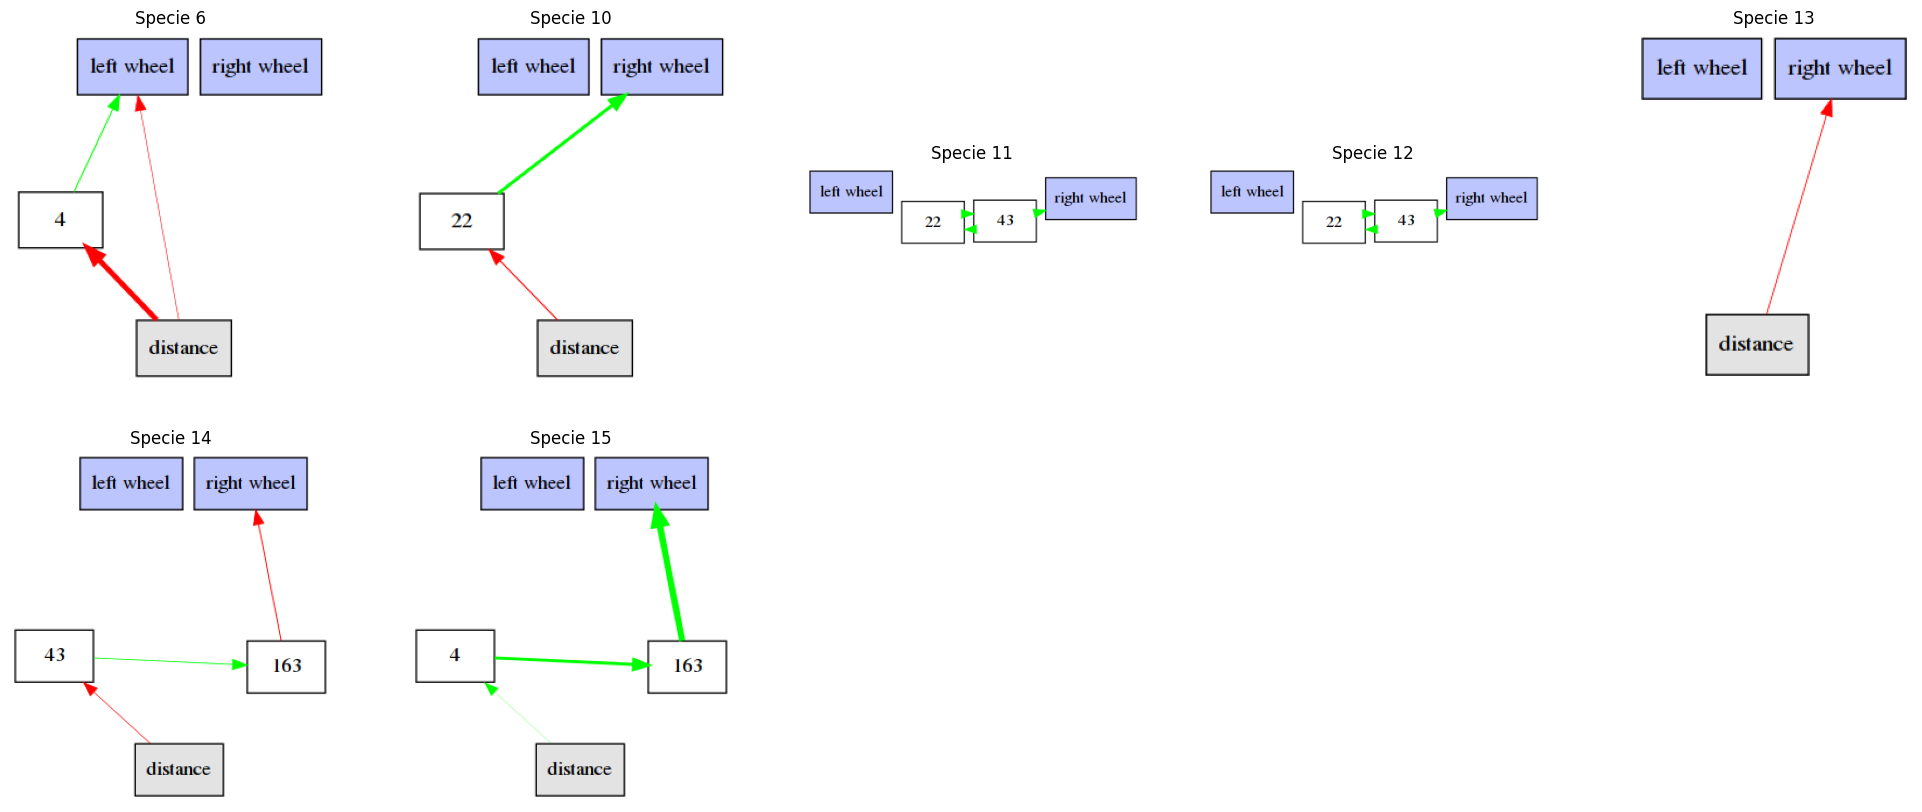 Specie 6
left wheel right wheel
4
distance
Specie 10
left wheel right wheel
22
distance
Specie 11
left wheel
right wheel
22 43
Specie 12
left wheel
right wheel
22 43
Specie 13
left wheel right wheel
distance
Specie 14
left wheel right wheel
43 163
distance
Specie 15
left wheel right wheel
4 163
distance